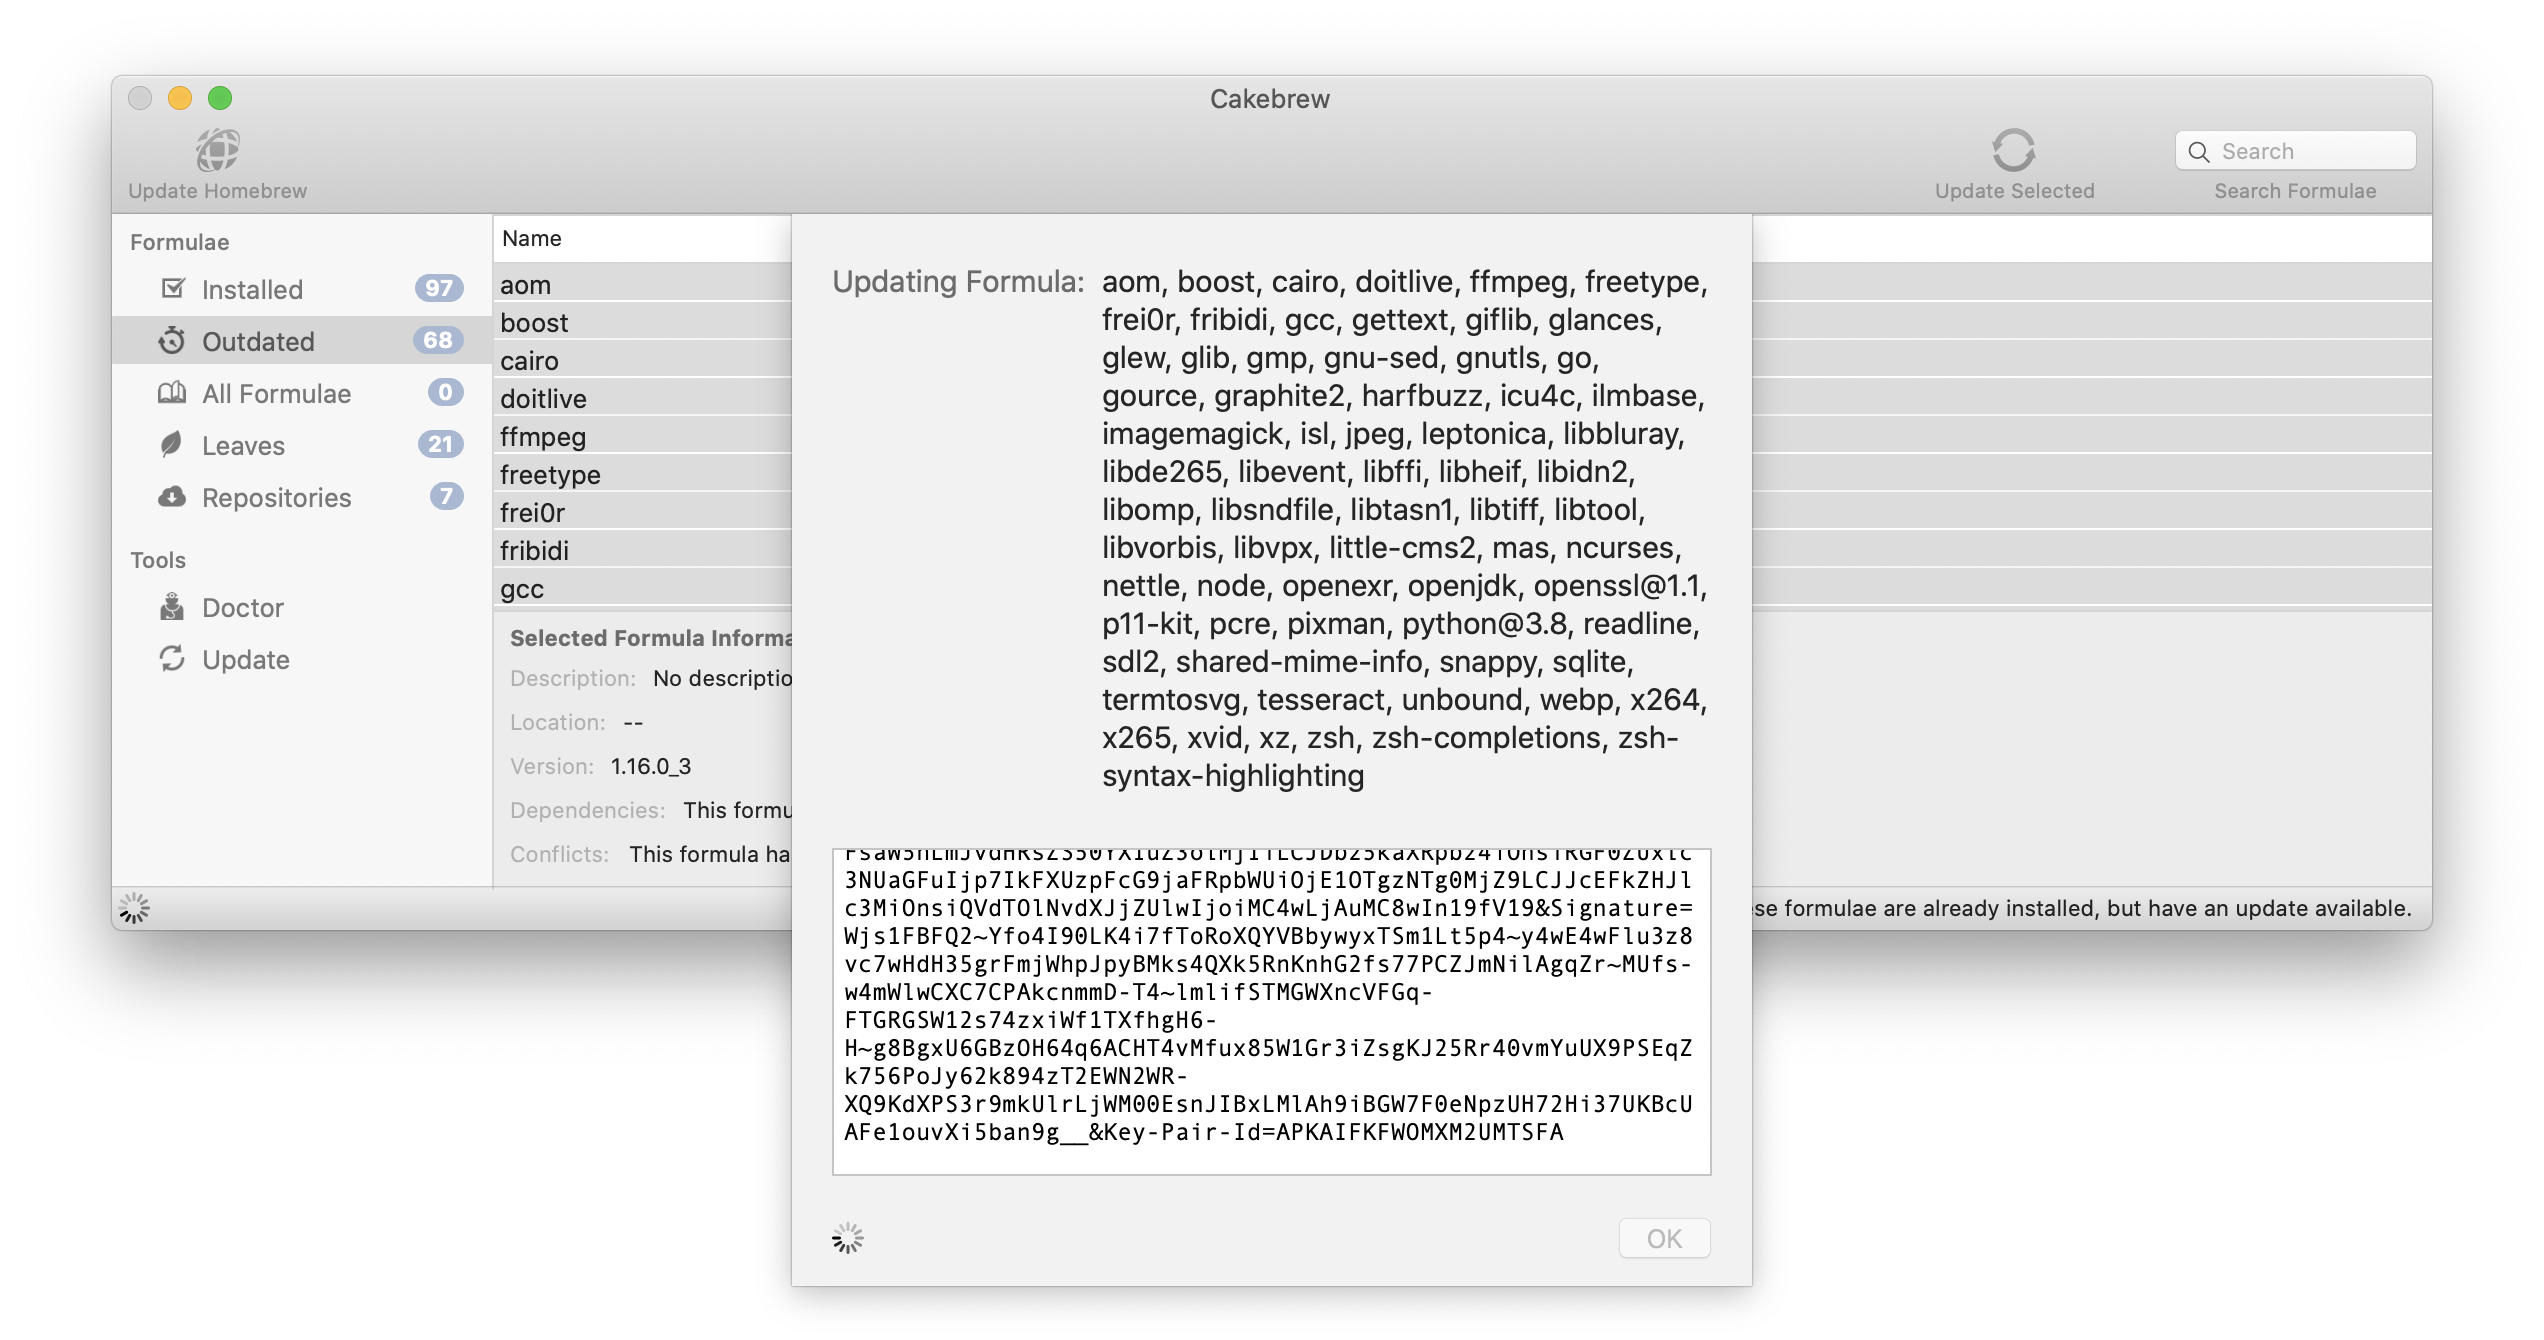 Cakebrew
Update Homebrew
Update Selected
Search
Search Formulae
Formulae
Installed 97
Outdated 68
All Formulae 0
Leaves 21
Repositories 7
Tools
Doctor
Update
Name
aom
boost
cairo
doitlive
ffmpeg
freetype
frei0r
fribidi
gcc
Selected Formula Informa
Description: No descriptio
Location: --
Version: 1.16.0_3
Dependencies: This formu
Conflicts: This formula ha
Updating Formula: aom, boost, cairo, doitlive, ffmpeg, freetype,
frei0r, fribidi, gcc, gettext, giflib, glances,
glew, glib, gmp, gnu-sed, gnutls, go,
gource, graphite2, harfbuzz, icu4c, ilmbase,
imagemagick, isl, jpeg, leptonica, libbluray,
libde265, libevent, libffi, libheif, libidn2,
libomp, libsndfile, libtasn1, libtiff, libtool,
libvorbis, libvpx, little-cms2, mas, ncurses,
nettle, node, openexr, openjdk, openssl@1.1,
p11-kit, pcre, pixman, python@3.8, readline,
sdl2, shared-mime-info, snappy, sqlite,
termtosvg, tesseract, unbound, webp, x264,
x265, xvid, xz, zsh, zsh-completions, zsh-
syntax-highlighting
3NUaGFuIjp7IkFXUzpFcG9jaFRpbWUiOjE1OTgzNTg0MjZ9LCJJcEFkZHJl
c3MiOnsiQVdTOlNvdXJjZUlwIjoiMC4wLjAuMC8wIn19fV19&Signature=
Wjs1FBFQ2~Yfo4I90LK4i7fToRoXQYVBbywyxTSm1Lt5p4~y4wE4wFlu3z8
vc7wHdH35grFmjWhpJpyBMks4QXk5RnKnhG2fs77PCZJmNilAgqZr~MUfs-
w4mWlwCXC7CPAkcnmmD-T4~lmlifSTMGWXncVFGq-
FTGRGSW12s74zxiWf1TXfhgH6-
H~g8BgxU6GBzOH64q6ACHT4vMfux85W1Gr3iZsgKJ25Rr40vmYuUX9PSEqZ
k756PoJy62k894zT2EWN2WR-
XQ9KdXPS3r9mkUlrLjWM00EsnJIBxLMlAh9iBGW7F0eNpzUH72Hi37UKBcU
AFe1ouvXi5ban9g__&Key-Pair-Id=APKAIFKFWOMXM2UMTSFA
OK
se formulae are already installed, but have an update available.